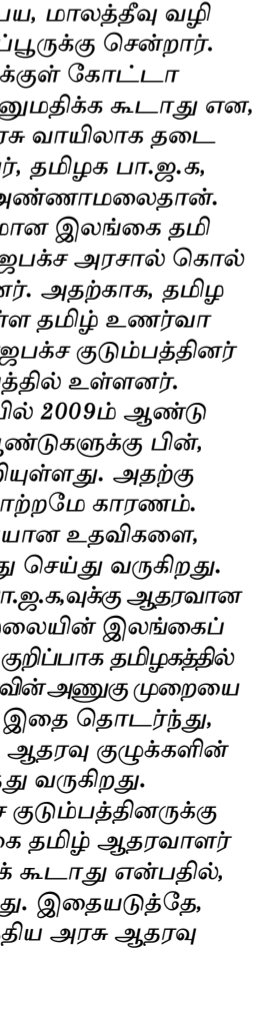 பய, மாலத்தீவு வழி
ப்பூருக்கு சென்றார்.
க்குள் கோட்டா
னுமதிக்க கூடாது என,
ரசு வாயிலாக தடை
ர், தமிழக பா.ஜ.க,
அண்ணாமலைதான்.
மான இலங்கை தமி
ஜபக்ச அரசால் கொல்
னர். அதற்காக, தமிழ
ள்ள தமிழ் உணர்வா
ஜபக்ச குடும்பத்தினர்
த்தில் உள்ளனர்.
யில் 2009ம் ஆண்டு
ஆண்டுகளுக்கு பின்,
றியுள்ளது. அதற்கு
ாற்றமே காரணம்.
யான உதவிகளை,
து செய்து வருகிறது.
ா.ஜ.க,வுக்கு ஆதரவான
லையின் இலங்கைப்
குறிப்பாக தமிழகத்தில்
வின் அணுகு முறையை
இதை தொடர்ந்து,
ஆதரவு குழுக்களின்
து வருகிறது.
ச குடும்பத்தினருக்கு
கை தமிழ் ஆதரவாளர்
க் கூடாது என்பதில்,
து. இதையடுத்தே,
திய அரசு ஆதரவு